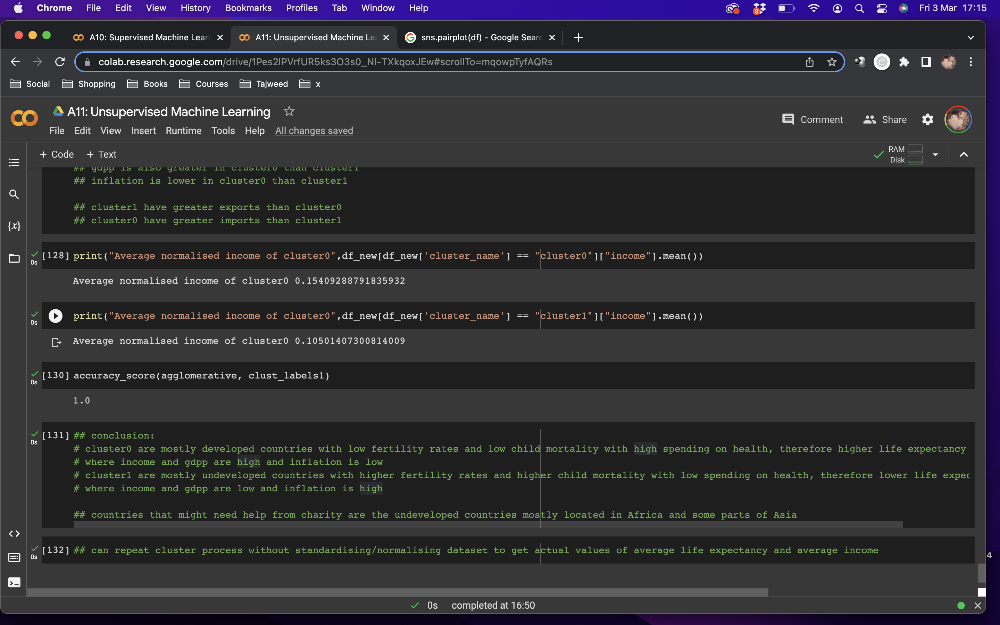 Chrome File Edit View History Bookmarks Profiles Tab Window Help 3 Fri 3 Mar 17:15
A10: Supervised Machine Learn A11: Unsupervised Machine Le sns.pairplot(df) - Google Searc
colab.research.google.com/drive/1Pes2lPVrfUR5ks3O3s0_Nl-TXkqoxJEw#scrollTo=mqowpTyfAQRs
Social Shopping Books Courses Tajweed x
A11: Unsupervised Machine Learning
Comment Share
File Edit View Insert Runtime Tools Help All changes saved
+ Code + Text
RAM
Disk
## gdpp is also greater in cluster0 than cluster1
## inflation is lower in cluster0 than cluster1
## cluster1 have greater exports than cluster0
## cluster0 have greater imports than cluster1
{x}
[128] print("Average normalised income of cluster0",df_new[df_new['cluster_name'] == "cluster0"]["income"].mean())
0s
Average normalised income of cluster0 0.15409288791835932
print("Average normalised income of cluster0",df_new[df_new['cluster_name'] == "cluster1"]["income"].mean())
0s
Average normalised income of cluster0 0.10501407300814009
[130] accuracy_score(agglomerative, clust_labels1)
0s
1.0
[131] ## conclusion:
0s
# cluster0 are mostly developed countries with low fertility rates and low child mortality with high spending on health, therefore higher life expectancy
# where income and gdpp are high and inflation is low
# cluster1 are mostly undeveloped countries with higher fertility rates and higher child mortality with low spending on health, therefore lower life expec
# where income and gdpp are low and inflation is high
## countries that might need help from charity are the undeveloped countries mostly located in Africa and some parts of Asia
[132] ## can repeat cluster process without standardising/normalising dataset to get actual values of average life expectancy and average income
0s
4
0s completed at 16:50